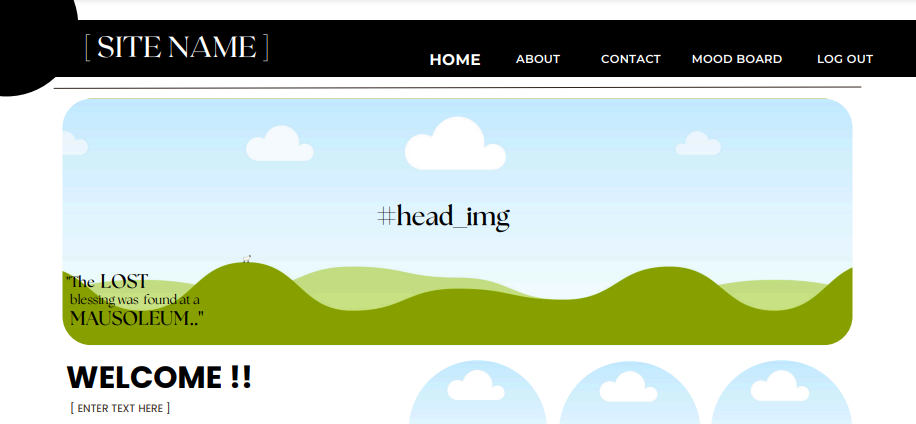 [ SITE NAME ]
HOME ABOUT CONTACT MOOD BOARD LOG OUT
#head_img
"The LOST
blessing was found at a
MAUSOLEUM.."
WELCOME !!
[ ENTER TEXT HERE ]